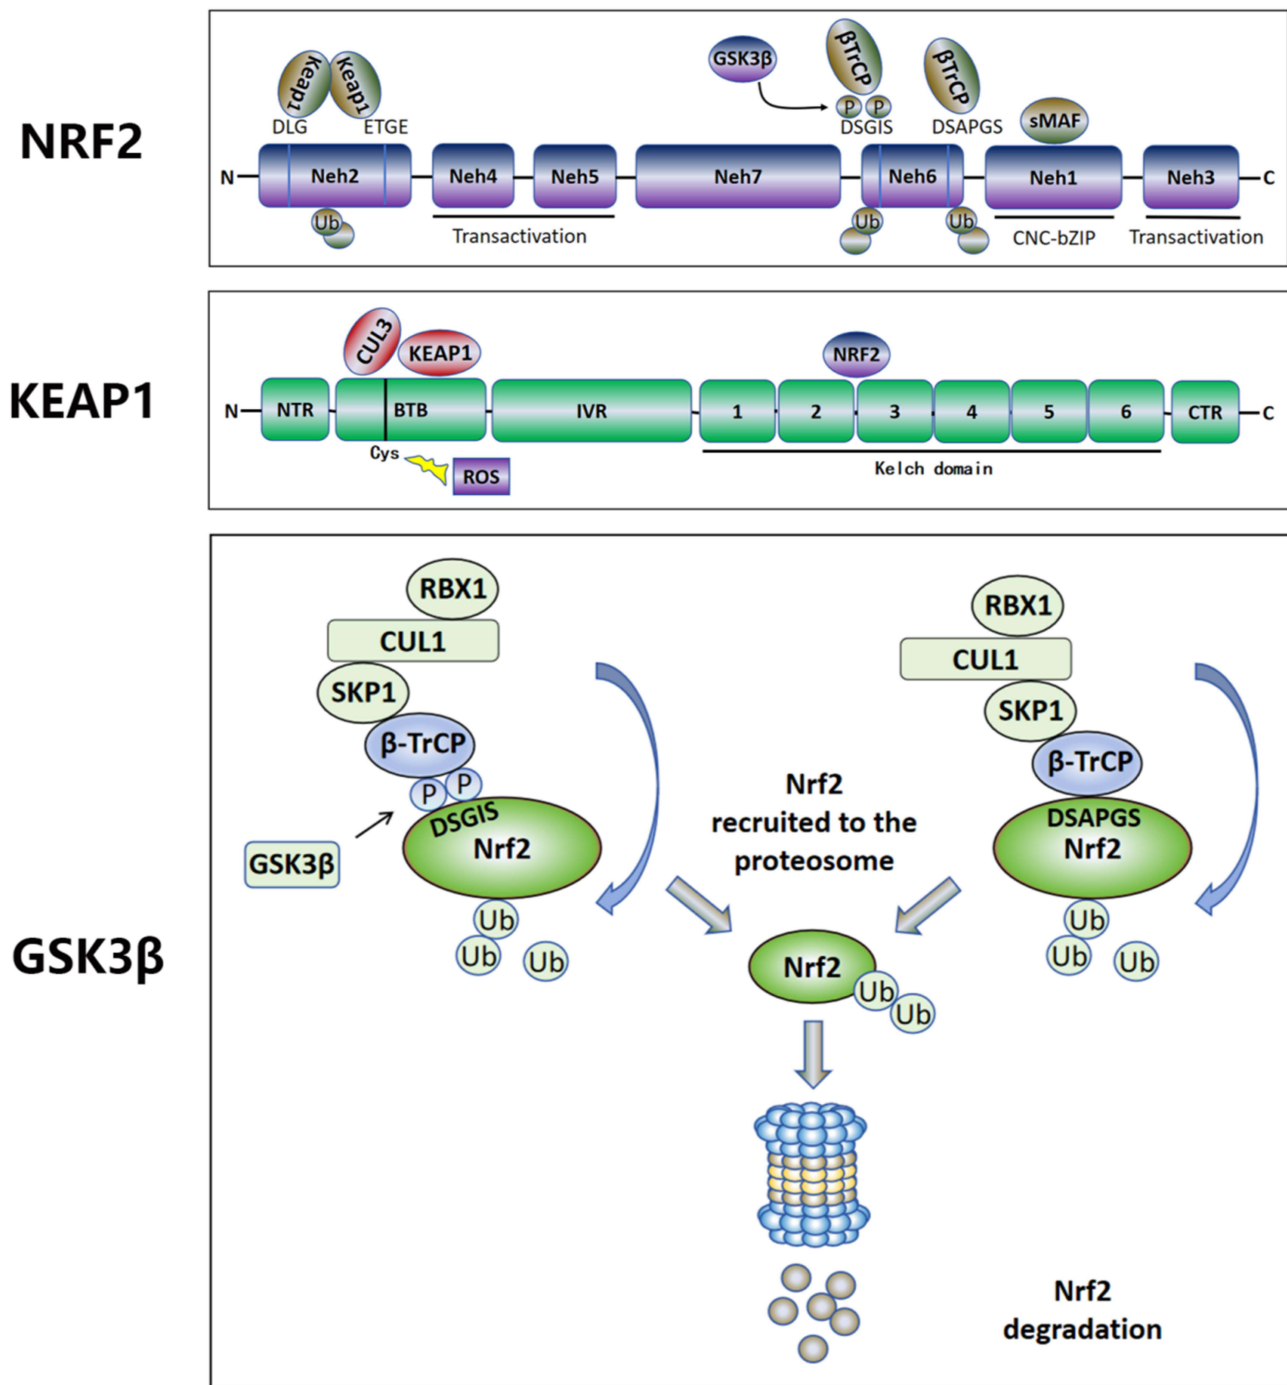 NRF2
Keap1
Keap1
DLG
ETGE
GSK3β
βTrCP
P
P
DSGIS
βTrCP
DSAPGS
sMAF
N
Neh2
Neh4
Neh5
Neh7
Neh6
Neh1
Neh3
C
Ub
Ub
Ub
Transactivation
CNC-bZIP
Transactivation
KEAP1
CUL3
KEAP1
NRF2
N
NTR
BTB
IVR
1
2
3
4
5
6
CTR
C
Cys
ROS
Kelch domain
GSK3β
RBX1
CUL1
SKP1
β-TrCP
P
P
DSGIS
Nrf2
GSK3β
Ub
Ub
Ub
RBX1
CUL1
SKP1
β-TrCP
DSAPGS
Nrf2
Ub
Ub
Ub
Nrf2
recruited to the
proteosome
Nrf2
Ub
Ub
Nrf2
degradation